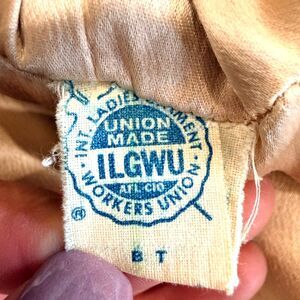 INT. LADIES GARMENT
UNION
MADE
ILGWU
AFL-CIO
WORKERS UNION
®
B T